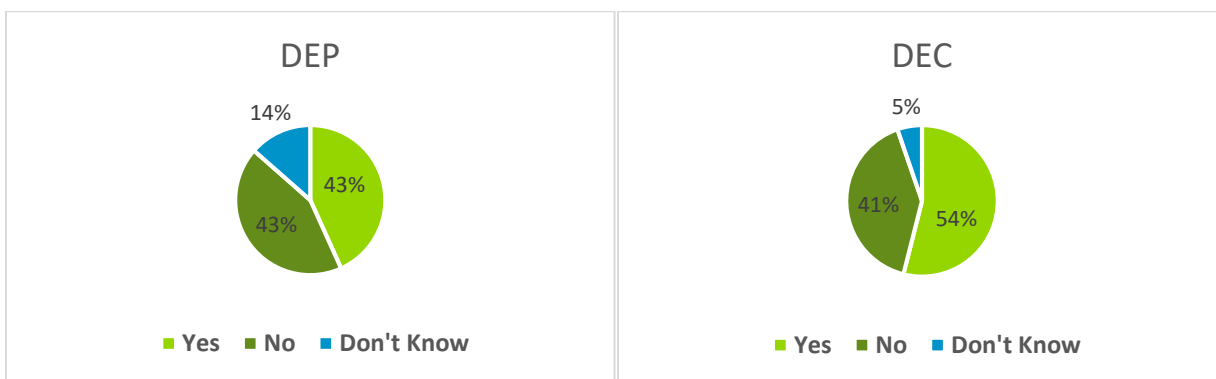 DEP
14%
43%
43%
Yes No Don't Know
DEC
5%
41%
54%
Yes No Don't Know